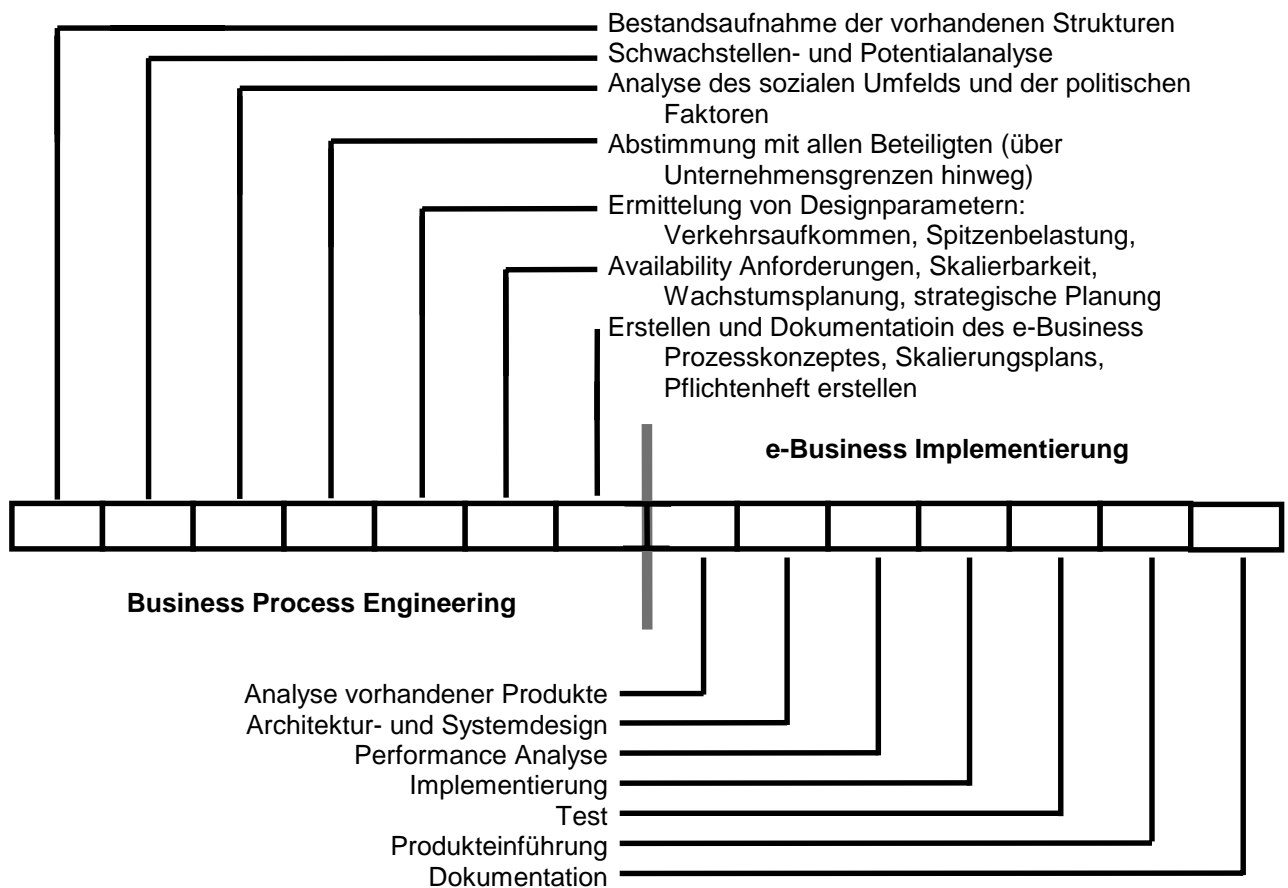 Bestandsaufnahme der vorhandenen Strukturen
Schwachstellen- und Potentialanalyse
Analyse des sozialen Umfelds und der politischen
Faktoren
Abstimmung mit allen Beteiligten (über
Unternehmensgrenzen hinweg)
Ermittelung von Designparametern:
Verkehrsaufkommen, Spitzenbelastung,
Availability Anforderungen, Skalierbarkeit,
Wachstumsplanung, strategische Planung
Erstellen und Dokumentatioin des e-Business
Prozesskonzeptes, Skalierungsplans,
Pflichtenheft erstellen
e-Business Implementierung
Business Process Engineering
Analyse vorhandener Produkte
Architektur- und Systemdesign
Performance Analyse
Implementierung
Test
Produkteinführung
Dokumentation